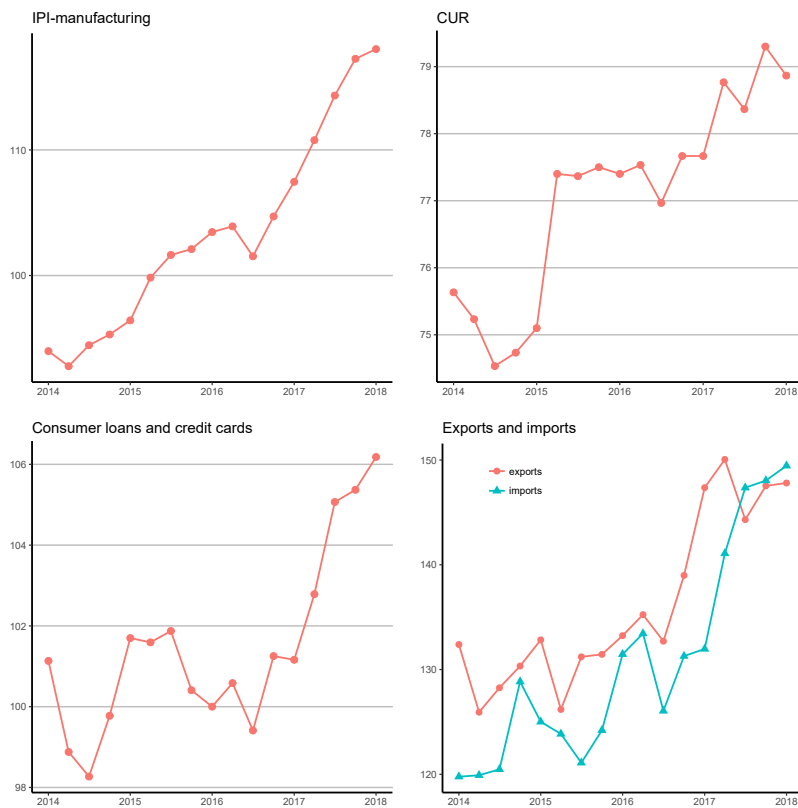 IPI-manufacturing
110
100
2014 2015 2016 2017 2018
CUR
79
78
77
76
75
2014 2015 2016 2017 2018
Consumer loans and credit cards
106
104
102
100
98
2014 2015 2016 2017 2018
Exports and imports
150
140
130
120
exports
imports
2014 2015 2016 2017 2018